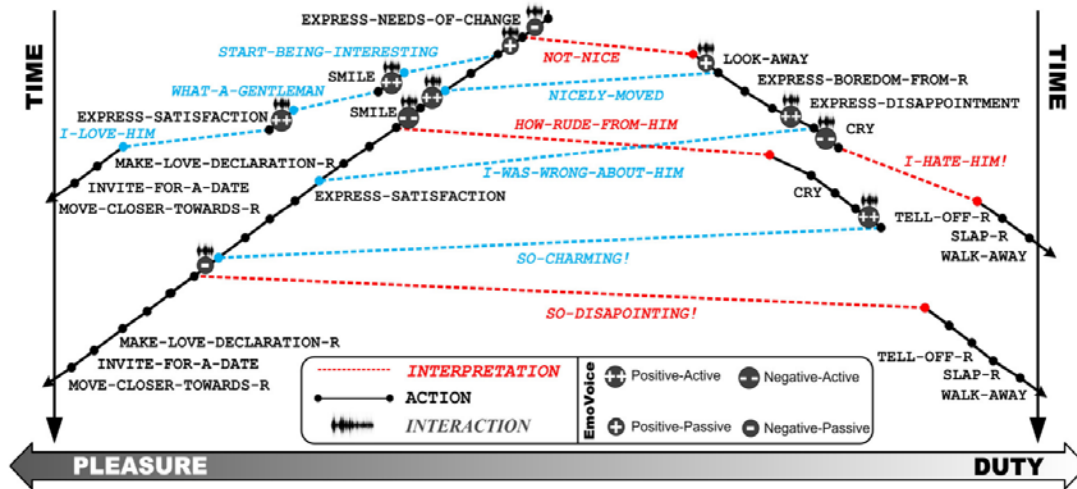 EXPRESS-NEEDS-OF-CHANGE
TIME
TIME
START-BEING-INTERESTING
NOT-NICE
LOOK-AWAY
SMILE
EXPRESS-BOREDOM-FROM-R
WHAT-A-GENTLEMAN
NICELY-MOVED
EXPRESS-DISAPPOINTMENT
EXPRESS-SATISFACTION
SMILE
HOW-RUDE-FROM-HIM
CRY
I-LOVE-HIM
MAKE-LOVE-DECLARATION-R
I-WAS-WRONG-ABOUT-HIM
I-HATE-HIM!
INVITE-FOR-A-DATE
EXPRESS-SATISFACTION
CRY
MOVE-CLOSER-TOWARDS-R
TELL-OFF-R
SLAP-R
WALK-AWAY
SO-CHARMING!
SO-DISAPOINTING!
MAKE-LOVE-DECLARATION-R
INVITE-FOR-A-DATE
MOVE-CLOSER-TOWARDS-R
TELL-OFF-R
SLAP-R
WALK-AWAY
INTERPRETATION
ACTION
INTERACTION
EmoVoice
Positive-Active
Negative-Active
Positive-Passive
Negative-Passive
PLEASURE
DUTY